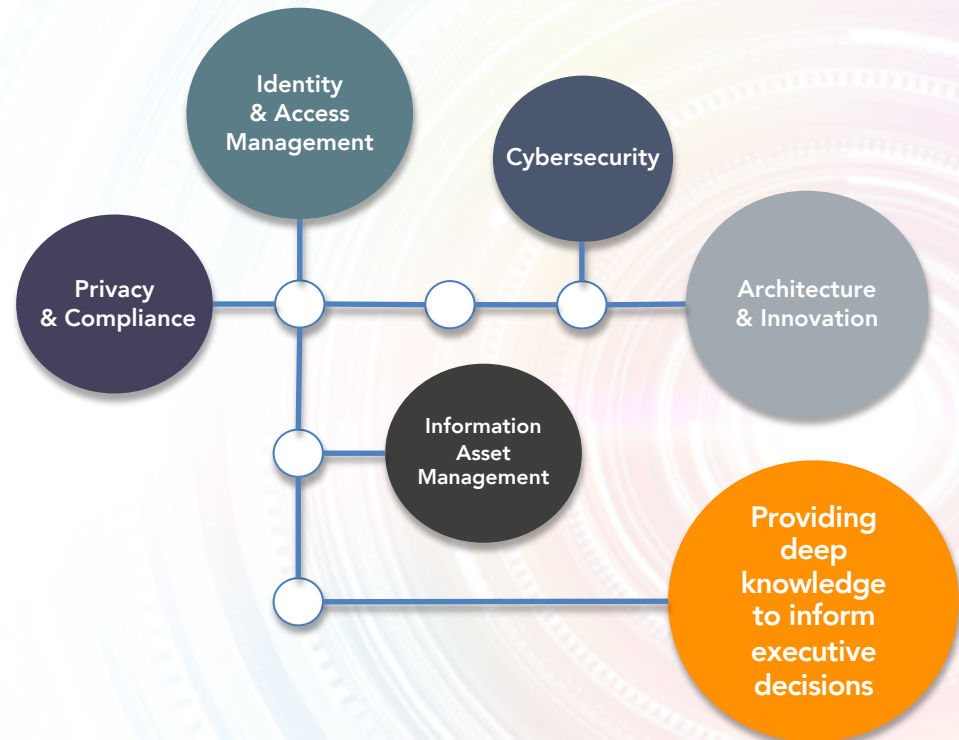 Identity
& Access
Management
Cybersecurity
Privacy
& Compliance
Architecture
& Innovation
Information
Asset
Management
Providing
deep
knowledge
to inform
executive
decisions